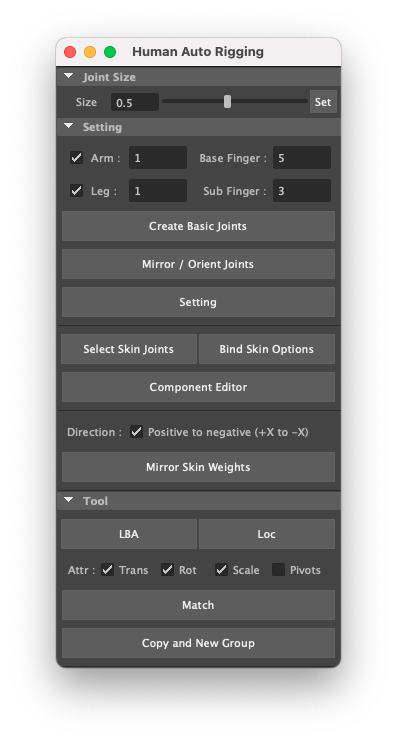 Human Auto Rigging
Joint Size
Size 0.5 Set
Setting
Arm : 1 Base Finger : 5
Leg : 1 Sub Finger : 3
Create Basic Joints
Mirror / Orient Joints
Setting
Select Skin Joints Bind Skin Options
Component Editor
Direction : Positive to negative (+X to -X)
Mirror Skin Weights
Tool
LBA Loc
Attr : Trans Rot Scale Pivots
Match
Copy and New Group